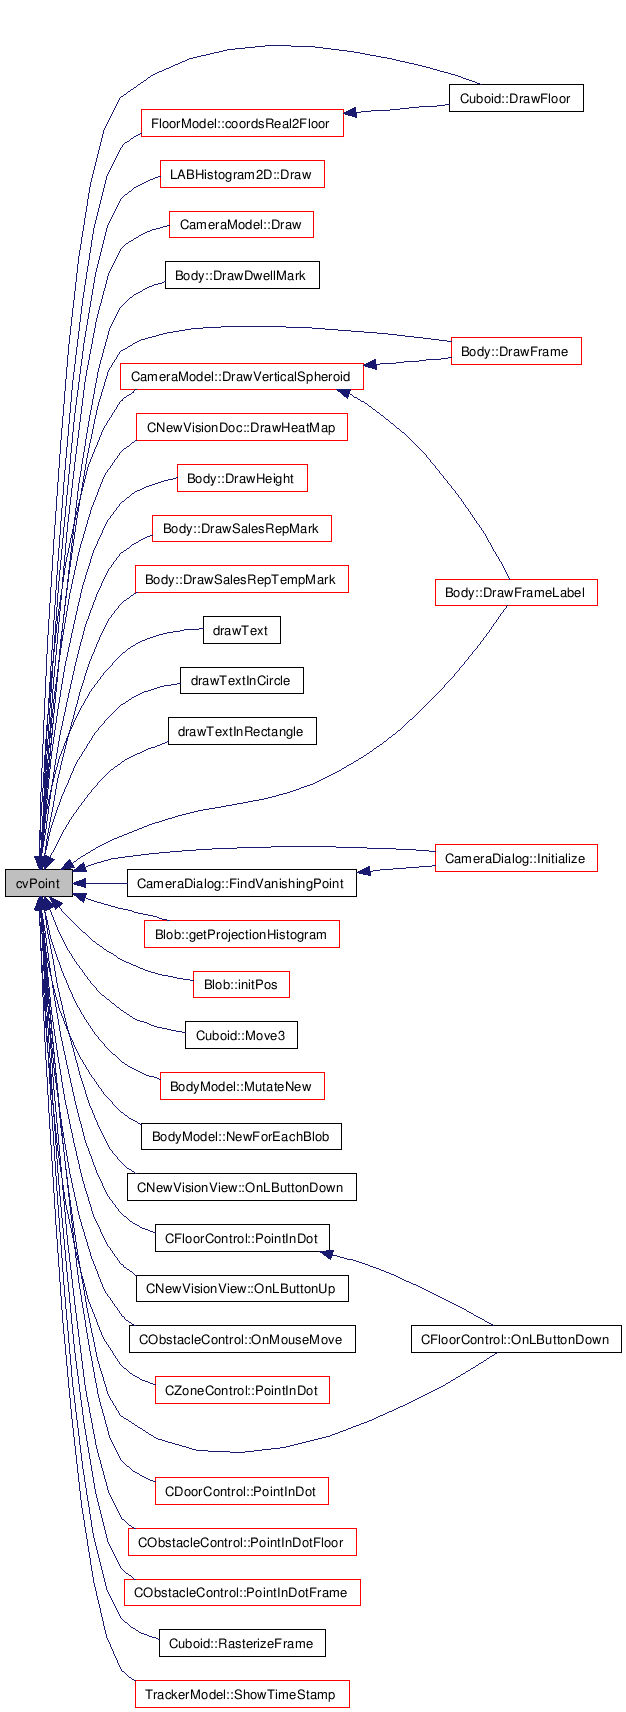 Cuboid::DrawFloor
FloorModel::coordsReal2Floor
LABHistogram2D::Draw
CameraModel::Draw
Body::DrawDwellMark
Body::DrawFrame
CameraModel::DrawVerticalSpheroid
CNewVisionDoc::DrawHeatMap
Body::DrawHeight
Body::DrawSalesRepMark
Body::DrawSalesRepTempMark
Body::DrawFrameLabel
drawText
drawTextInCircle
drawTextInRectangle
CameraDialog::Initialize
cvPoint
CameraDialog::FindVanishingPoint
Blob::getProjectionHistogram
Blob::initPos
Cuboid::Move3
BodyModel::MutateNew
BodyModel::NewForEachBlob
CNewVisionView::OnLButtonDown
CFloorControl::PointInDot
CNewVisionView::OnLButtonUp
CObstacleControl::OnMouseMove
CFloorControl::OnLButtonDown
CZoneControl::PointInDot
CDoorControl::PointInDot
CObstacleControl::PointInDotFloor
CObstacleControl::PointInDotFrame
Cuboid::RasterizeFrame
TrackerModel::ShowTimeStamp